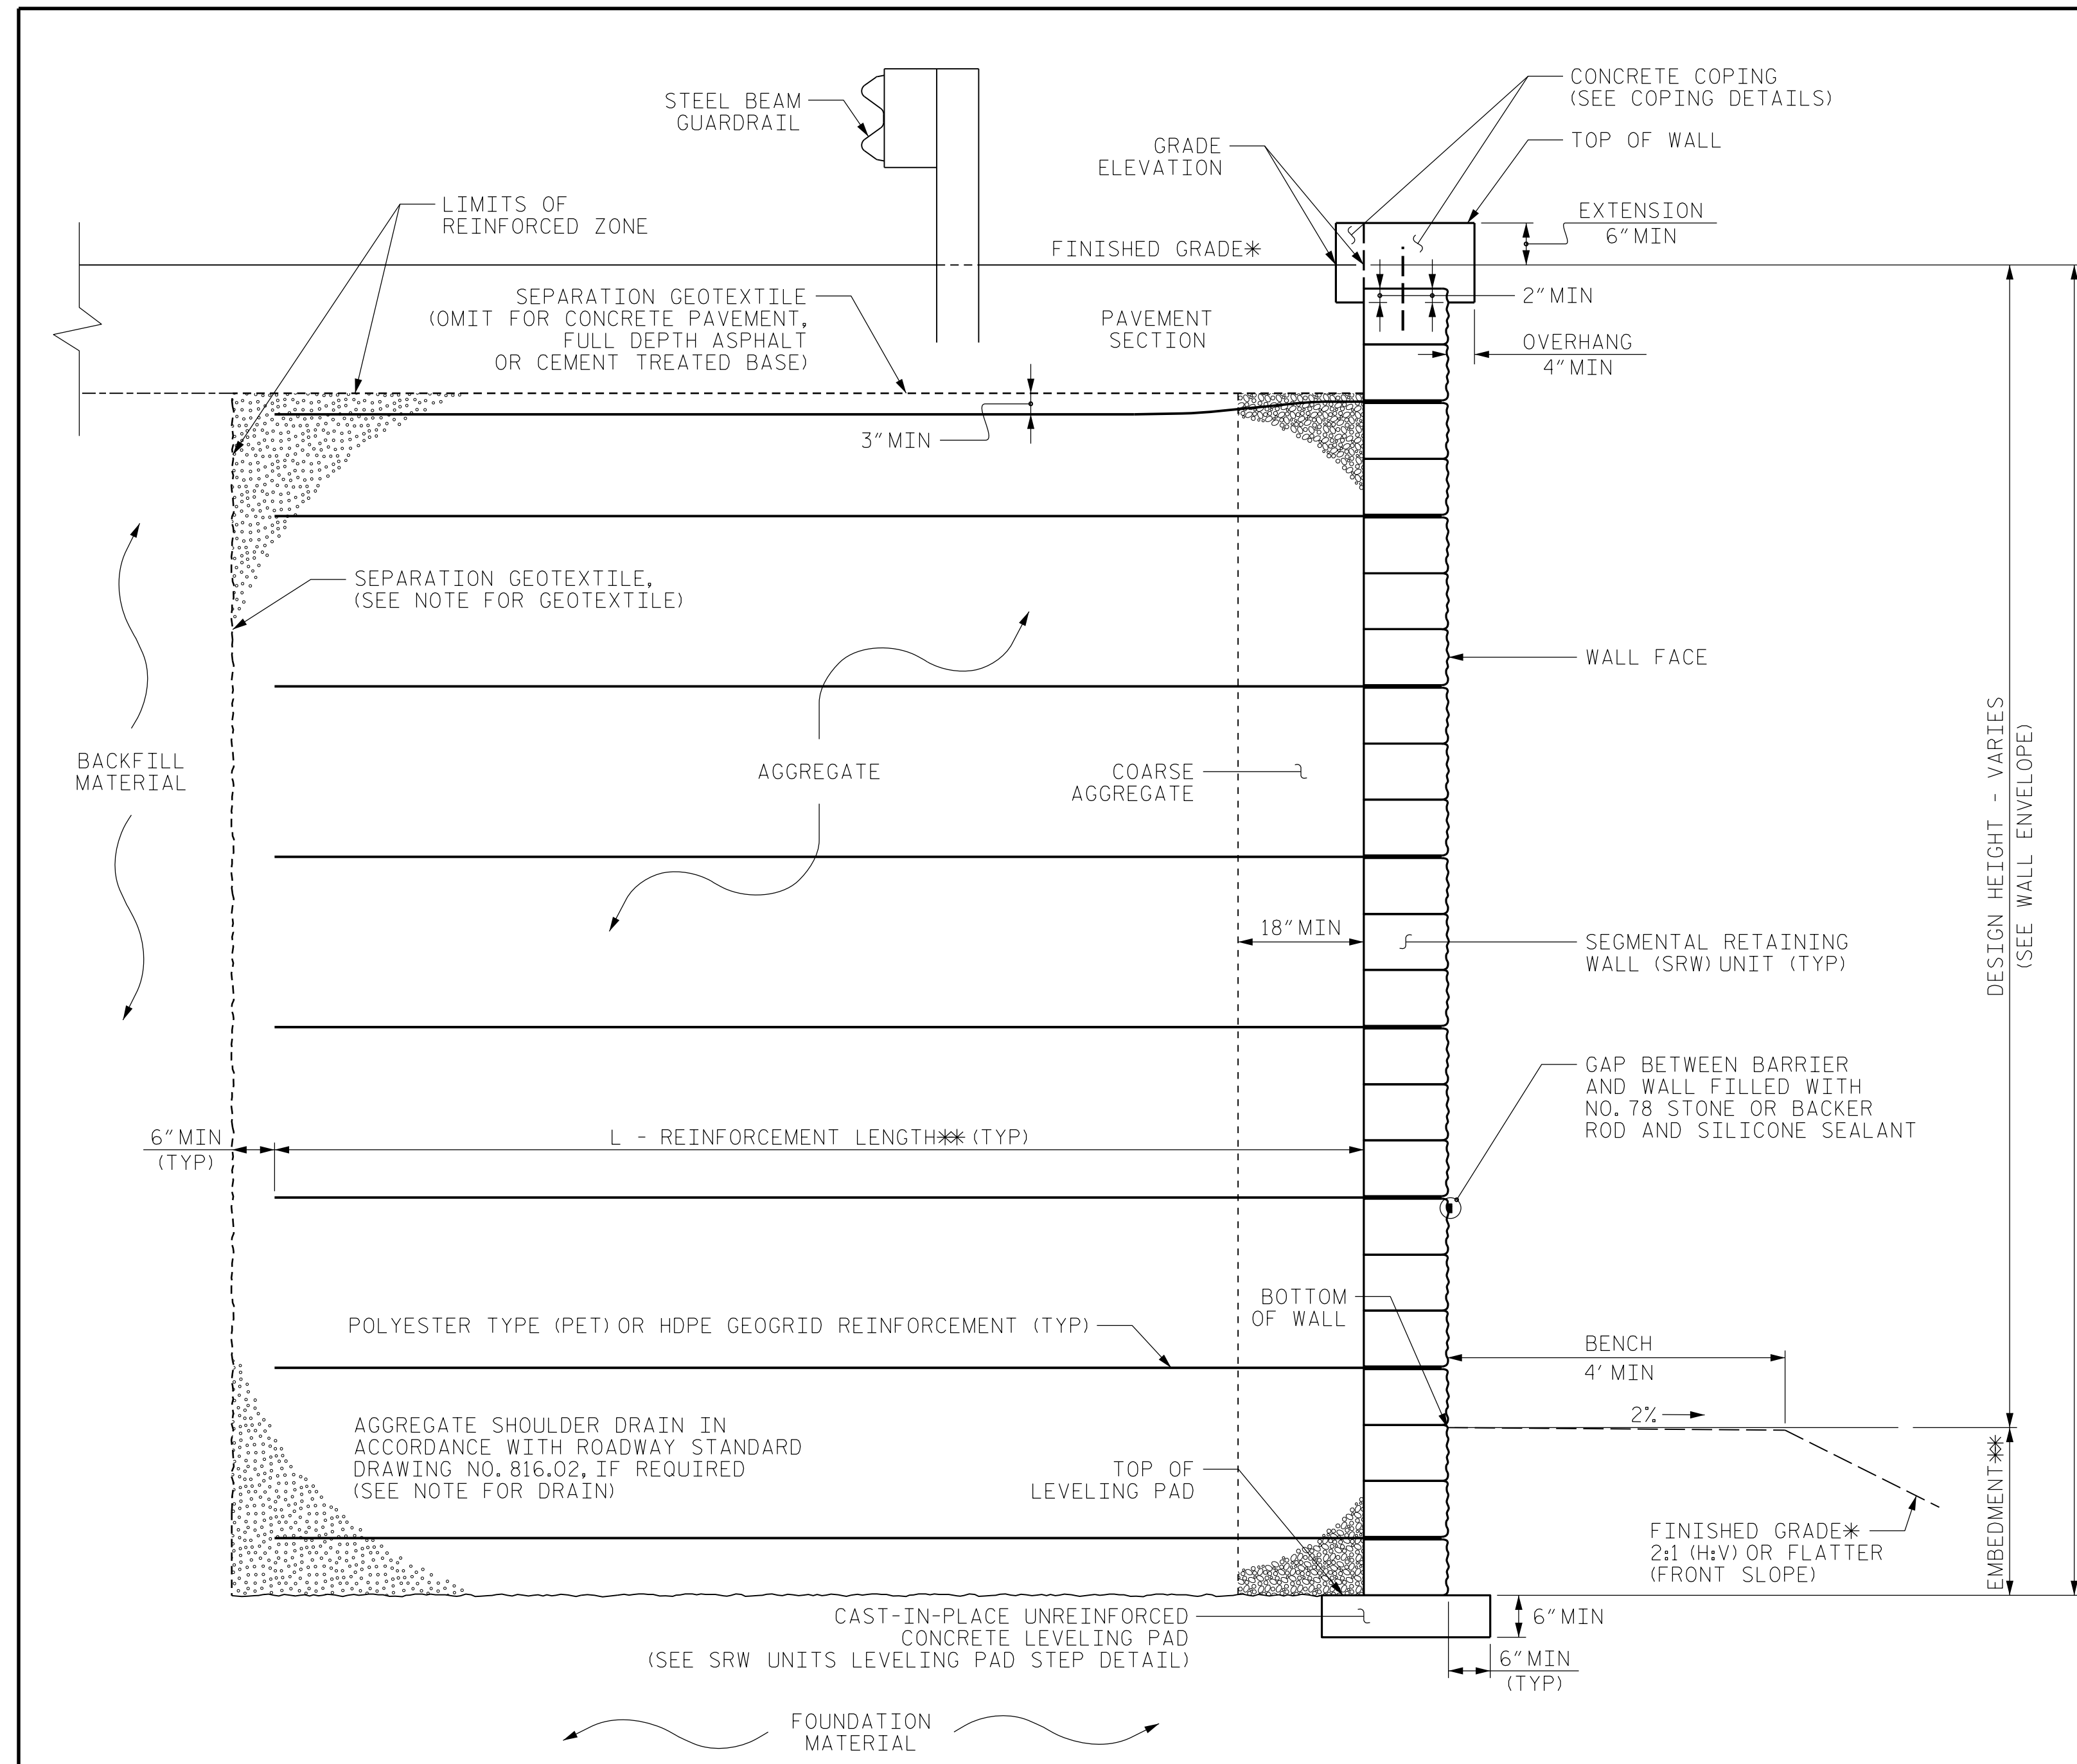 CONCRETE COPING
(SEE COPING DETAILS)
STEEL BEAM
GUARDRAIL
TOP OF WALL
GRADE
ELEVATION
LIMITS OF
REINFORCED ZONE
EXTENSION
6"MIN
FINISHED GRADE*
SEPARATION GEOTEXTILE
(OMIT FOR CONCRETE PAVEMENT,
FULL DEPTH ASPHALT
OR CEMENT TREATED BASE)
2"MIN
PAVEMENT
SECTION
OVERHANG
4"MIN
3"MIN
SEPARATION GEOTEXTILE,
(SEE NOTE FOR GEOTEXTILE)
WALL FACE
BACKFILL
MATERIAL
AGGREGATE
COARSE
AGGREGATE
DESIGN HEIGHT - VARIES
(SEE WALL ENVELOPE)
18"MIN
SEGMENTAL RETAINING
WALL (SRW) UNIT (TYP)
GAP BETWEEN BARRIER
AND WALL FILLED WITH
NO. 78 STONE OR BACKER
ROD AND SILICONE SEALANT
6"MIN
(TYP)
L - REINFORCEMENT LENGTH** (TYP)
BOTTOM
OF WALL
POLYESTER TYPE (PET) OR HDPE GEOGRID REINFORCEMENT (TYP)
BENCH
4' MIN
2%
AGGREGATE SHOULDER DRAIN IN
ACCORDANCE WITH ROADWAY STANDARD
DRAWING NO. 816.02, IF REQUIRED
(SEE NOTE FOR DRAIN)
TOP OF
LEVELING PAD
EMBEDMENT**
FINISHED GRADE*
2:1 (H:V) OR FLATTER
(FRONT SLOPE)
CAST-IN-PLACE UNREINFORCED
CONCRETE LEVELING PAD
(SEE SRW UNITS LEVELING PAD STEP DETAIL)
6"MIN
6"MIN
(TYP)
FOUNDATION
MATERIAL